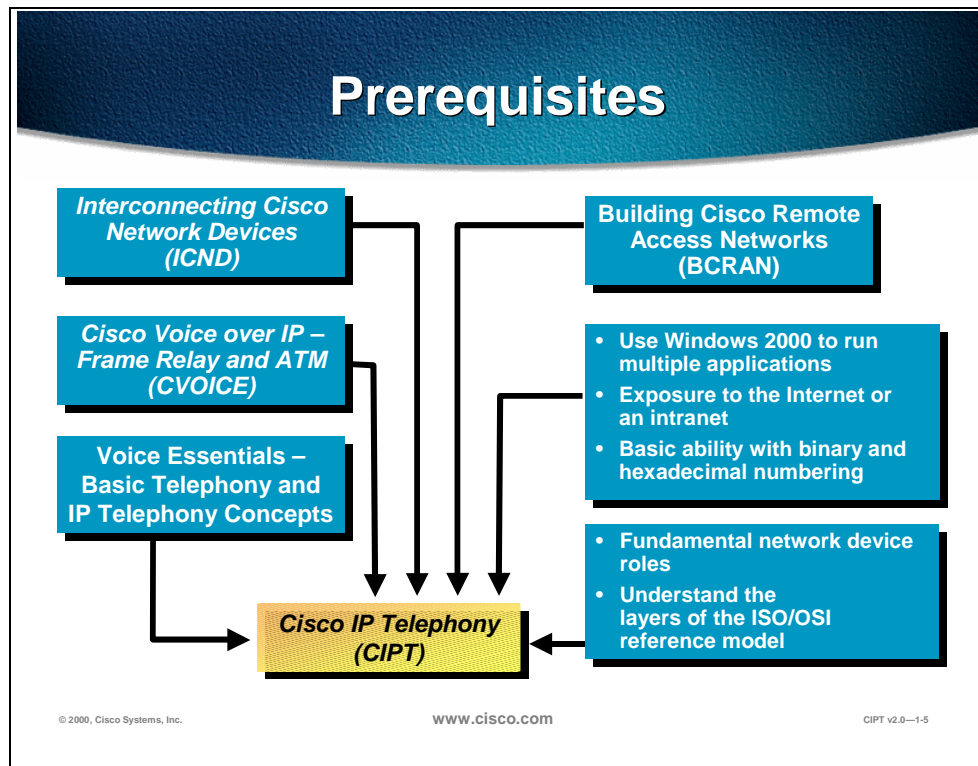 Prerequisites
Interconnecting Cisco
Network Devices
(ICND)
Cisco Voice over IP –
Frame Relay and ATM
(CVOICE)
Voice Essentials –
Basic Telephony and
IP Telephony Concepts
Building Cisco Remote
Access Networks
(BCRAN)
• Use Windows 2000 to run
multiple applications
• Exposure to the Internet or
an intranet
• Basic ability with binary and
hexadecimal numbering
• Fundamental network device
roles
• Understand the
layers of the ISO/OSI
reference model
Cisco IP Telephony
(CIPT)
© 2000, Cisco Systems, Inc.
www.cisco.com
CIPT v2.0—1-5